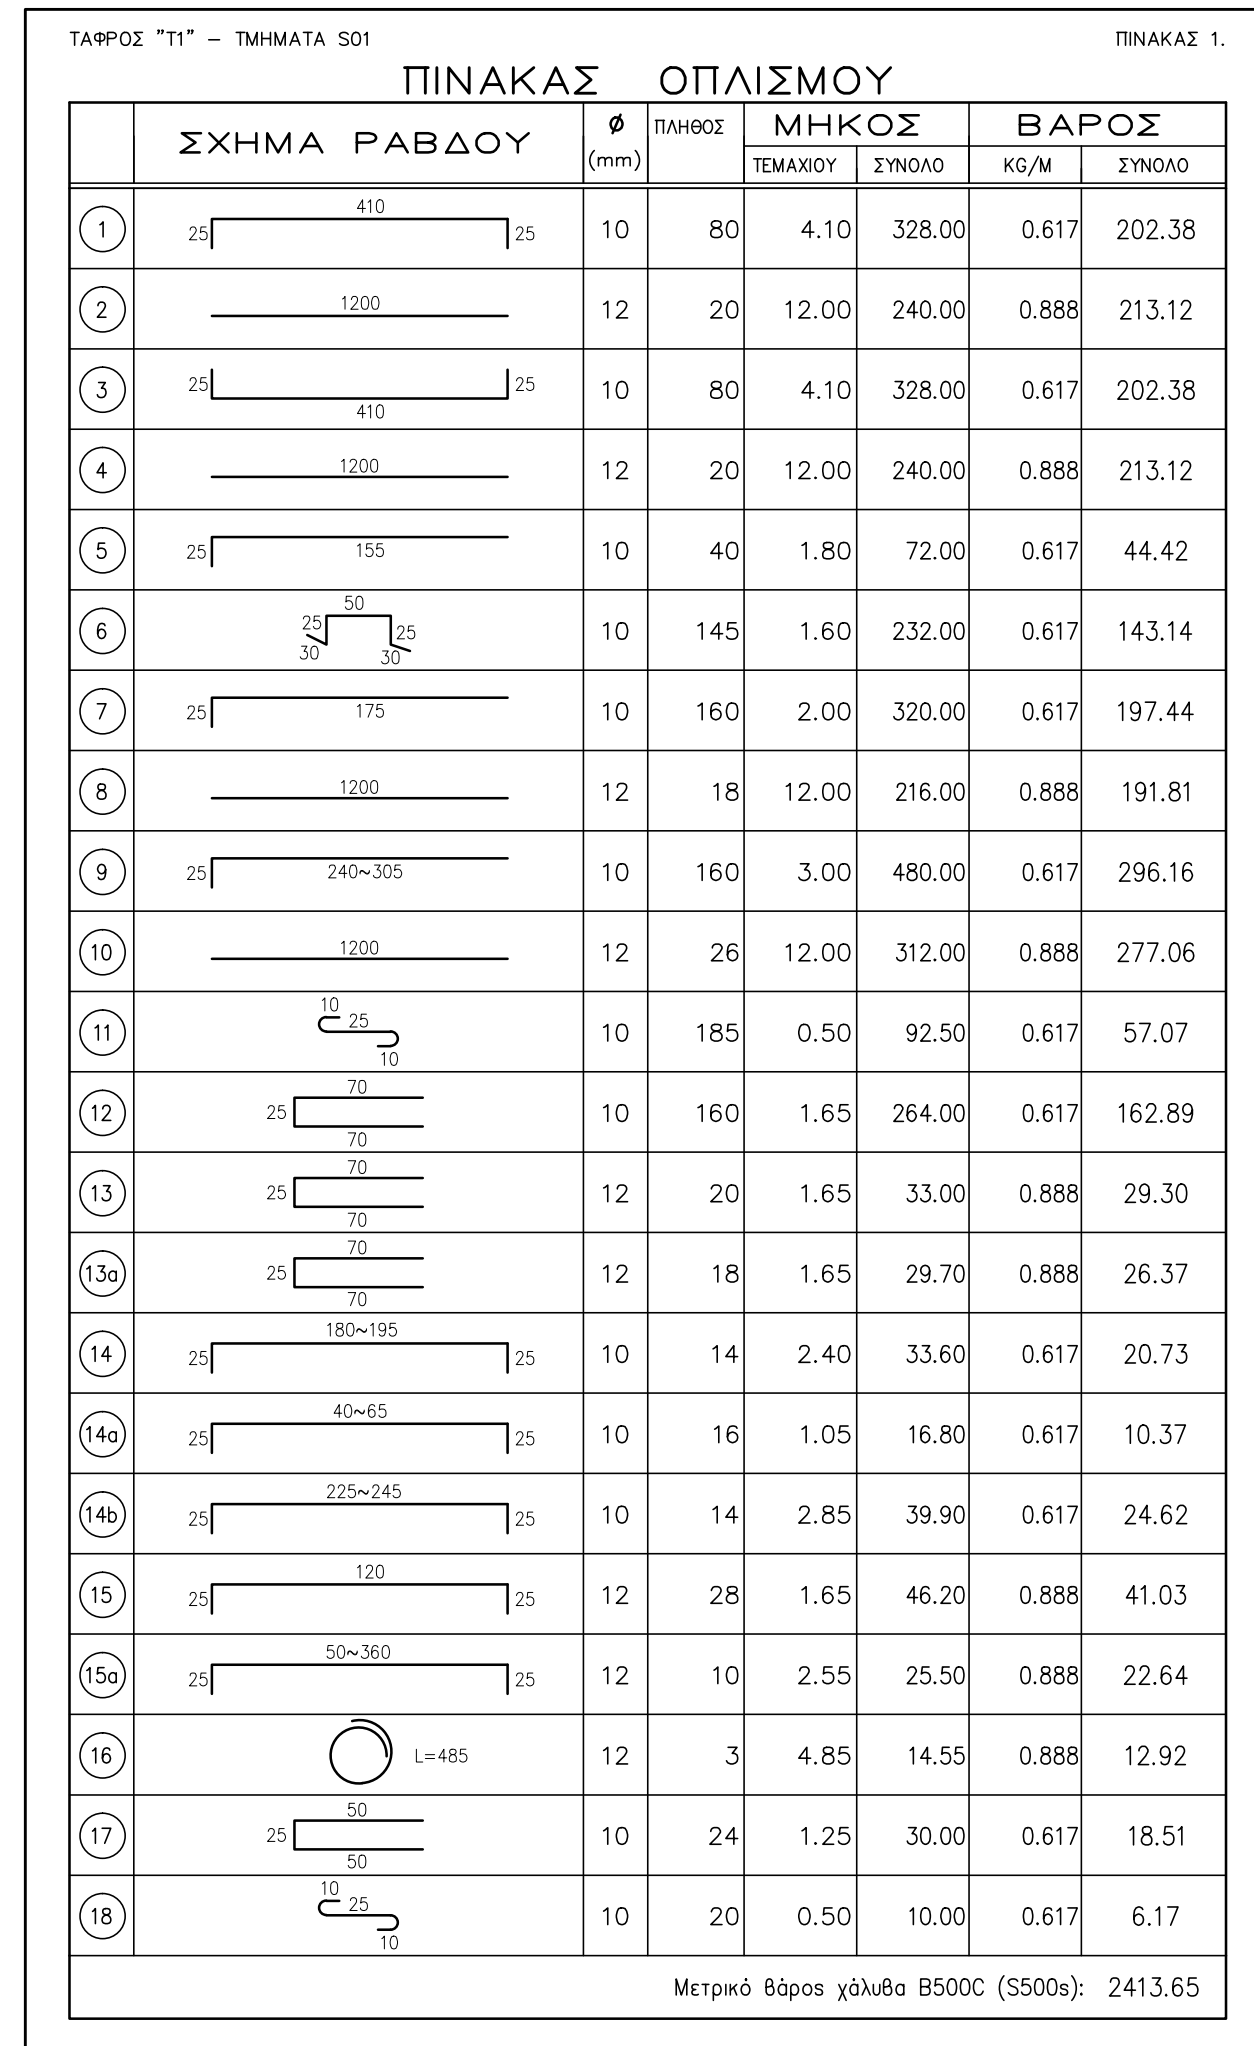 ΤΑΦΡΟΣ "Τ1" – ΤΜΗΜΑΤΑ S01
ΠΙΝΑΚΑΣ 1.
ΠΙΝΑΚΑΣ ΟΠΛΙΣΜΟΥ
ΣΧΗΜΑ ΡΑΒΔΟΥ Ø (mm) ΠΛΗΘΟΣ ΜΗΚΟΣ ΒΑΡΟΣ
ΤΕΜΑΧΙΟΥ ΣΥΝΟΛΟ KG/M ΣΥΝΟΛΟ
1 25 410 25 10 80 4.10 328.00 0.617 202.38
2 1200 12 20 12.00 240.00 0.888 213.12
3 25 410 25 10 80 4.10 328.00 0.617 202.38
4 1200 12 20 12.00 240.00 0.888 213.12
5 25 155 10 40 1.80 72.00 0.617 44.42
6 30 25 50 25 30 10 145 1.60 232.00 0.617 143.14
7 25 175 10 160 2.00 320.00 0.617 197.44
8 1200 12 18 12.00 216.00 0.888 191.81
9 25 240~305 10 160 3.00 480.00 0.617 296.16
10 1200 12 26 12.00 312.00 0.888 277.06
11 10 25 10 10 185 0.50 92.50 0.617 57.07
12 70 25 70 10 160 1.65 264.00 0.617 162.89
13 70 25 70 12 20 1.65 33.00 0.888 29.30
13a 70 25 70 12 18 1.65 29.70 0.888 26.37
14 25 180~195 25 10 14 2.40 33.60 0.617 20.73
14a 25 40~65 25 10 16 1.05 16.80 0.617 10.37
14b 25 225~245 25 10 14 2.85 39.90 0.617 24.62
15 25 120 25 12 28 1.65 46.20 0.888 41.03
15a 25 50~360 25 12 10 2.55 25.50 0.888 22.64
16 L=485 12 3 4.85 14.55 0.888 12.92
17 50 25 50 10 24 1.25 30.00 0.617 18.51
18 10 25 10 10 20 0.50 10.00 0.617 6.17
Μετρικό βάρος χάλυβα B500C (S500s): 2413.65